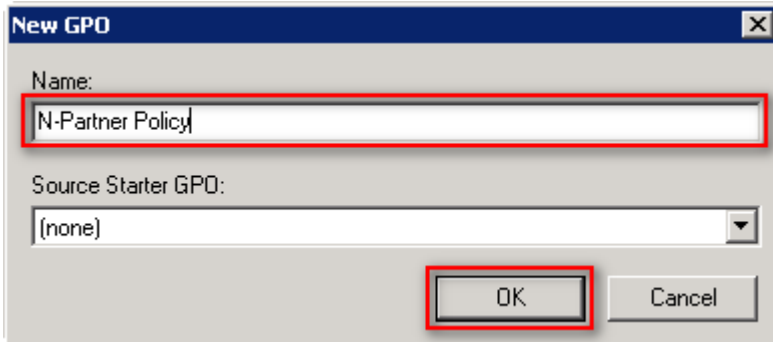 New GPO
Name:
N-Partner Policy
Source Starter GPO:
(none)
OK Cancel